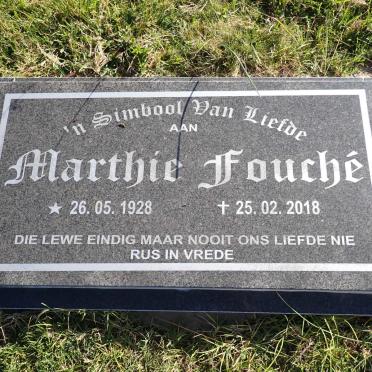 'n Simbool Van Liefde
AAN
Marthie Fouché
★ 26. 05. 1928 ✝ 25. 02. 2018
DIE LEWE EINDIG MAAR NOOIT ONS LIEFDE NIE
RUS IN VREDE